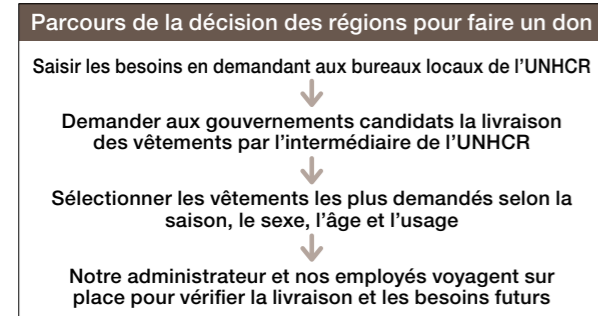 Parcours de la décision des régions pour faire un don
Saisir les besoins en demandant aux bureaux locaux de l'UNHCR
Demander aux gouvernements candidats la livraison
des vêtements par l'intermédiaire de l'UNHCR
Sélectionner les vêtements les plus demandés selon la
saison, le sexe, l'âge et l'usage
Notre administrateur et nos employés voyagent sur
place pour vérifier la livraison et les besoins futurs